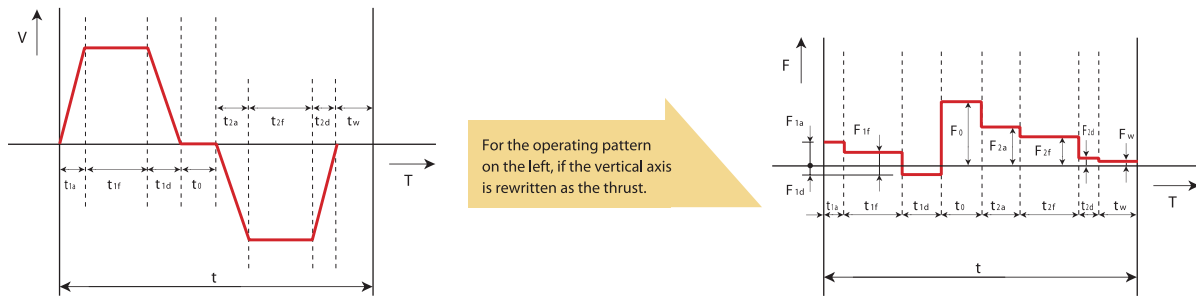 V
t2a
t2f
t2d
tw
t1a
t1f
t1d
t0
T
t
For the operating pattern
on the left, if the vertical axis
is rewritten as the thrust.
F
F1a
F1f
F1d
F0
F2a
F2f
F2d
Fw
t1a
t1f
t1d
t0
t2a
t2f
t2d
tw
T
t